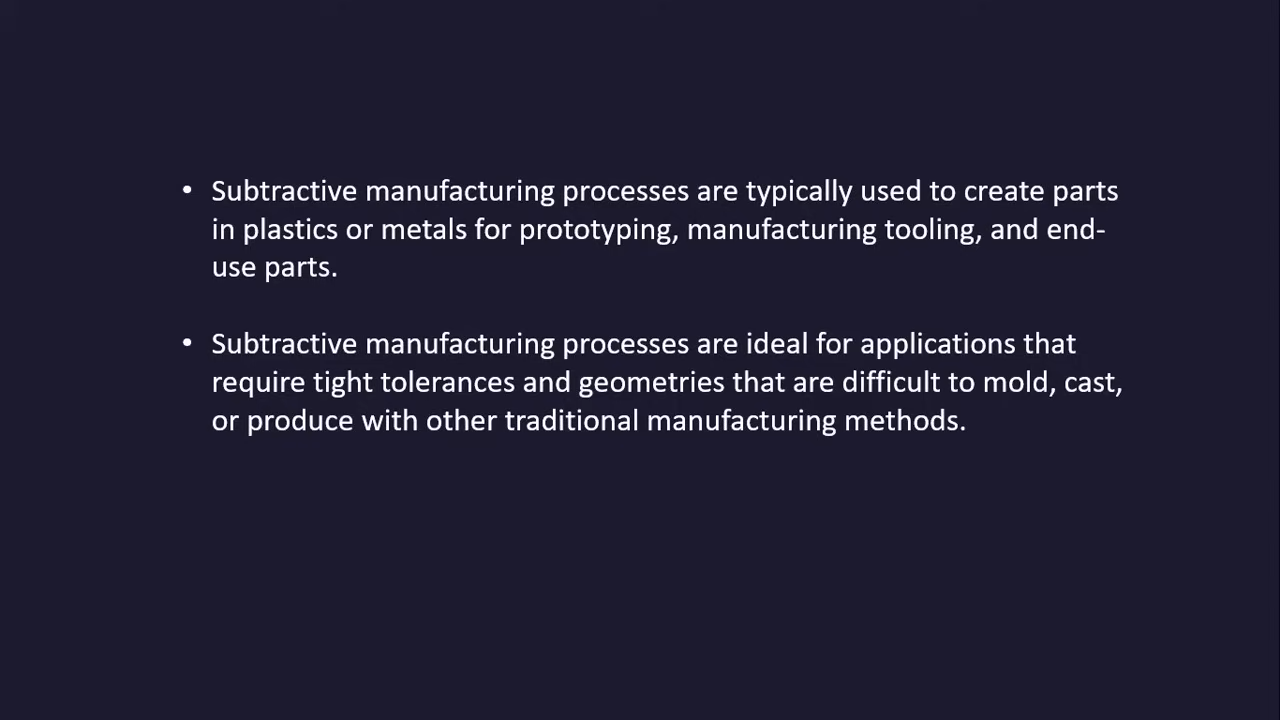 • Subtractive manufacturing processes are typically used to create parts
in plastics or metals for prototyping, manufacturing tooling, and end-
use parts.
• Subtractive manufacturing processes are ideal for applications that
require tight tolerances and geometries that are difficult to mold, cast,
or produce with other traditional manufacturing methods.